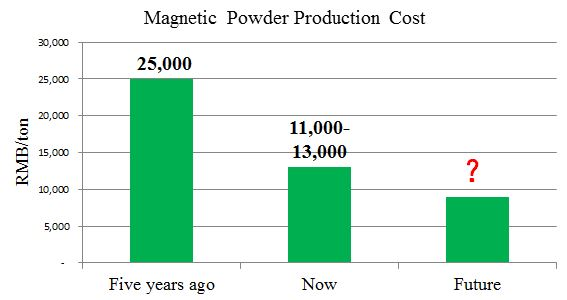 Magnetic Powder Production Cost
30,000
25,000
20,000
15,000
10,000
5,000
-
RMB/ton
25,000
11,000-
13,000
?
Five years ago
Now
Future